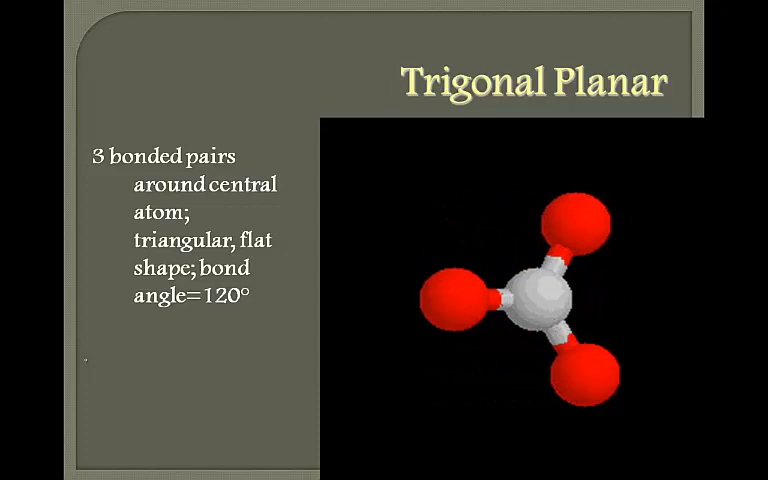 Trigonal Planar
3 bonded pairs
around central
atom;
triangular, flat
shape; bond
angle=120°